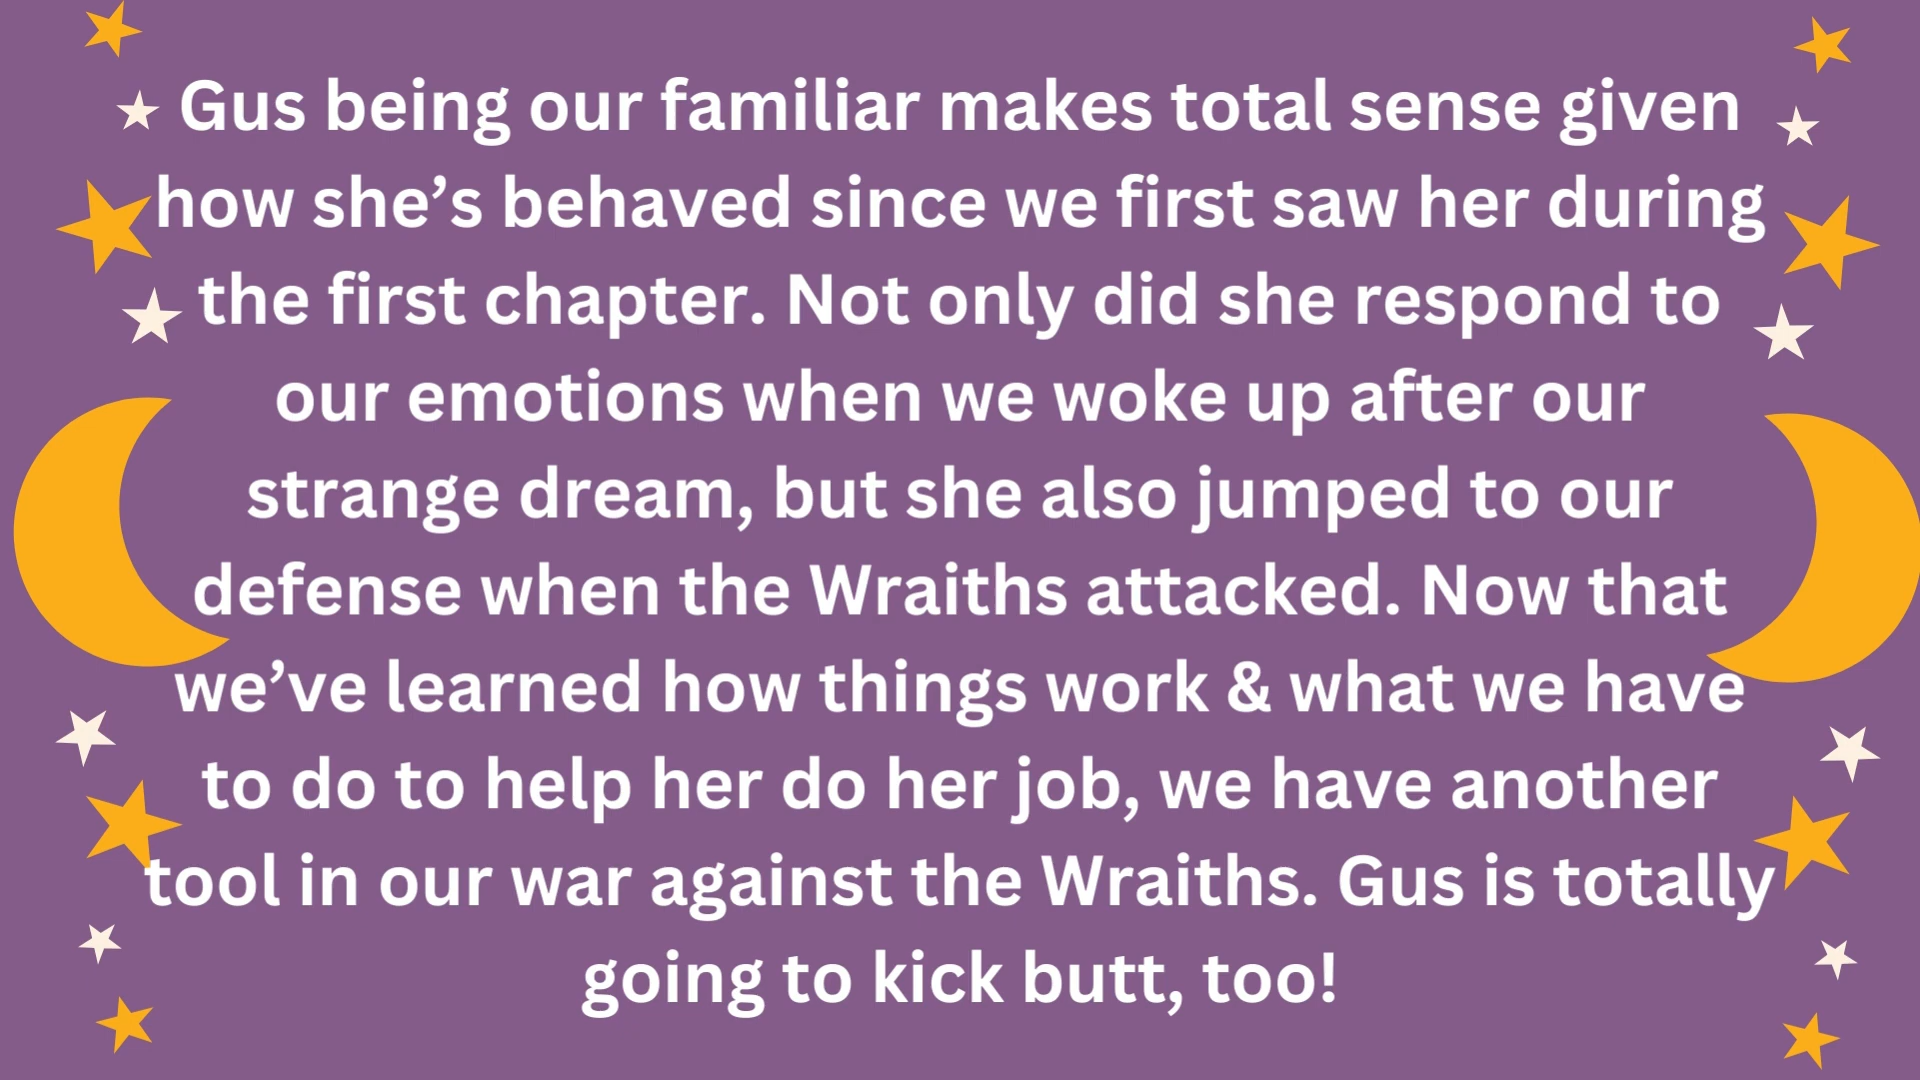 Gus being our familiar makes total sense given
how she’s behaved since we first saw her during
the first chapter. Not only did she respond to
our emotions when we woke up after our
strange dream, but she also jumped to our
defense when the Wraiths attacked. Now that
we’ve learned how things work & what we have
to do to help her do her job, we have another
tool in our war against the Wraiths. Gus is totally
going to kick butt, too!